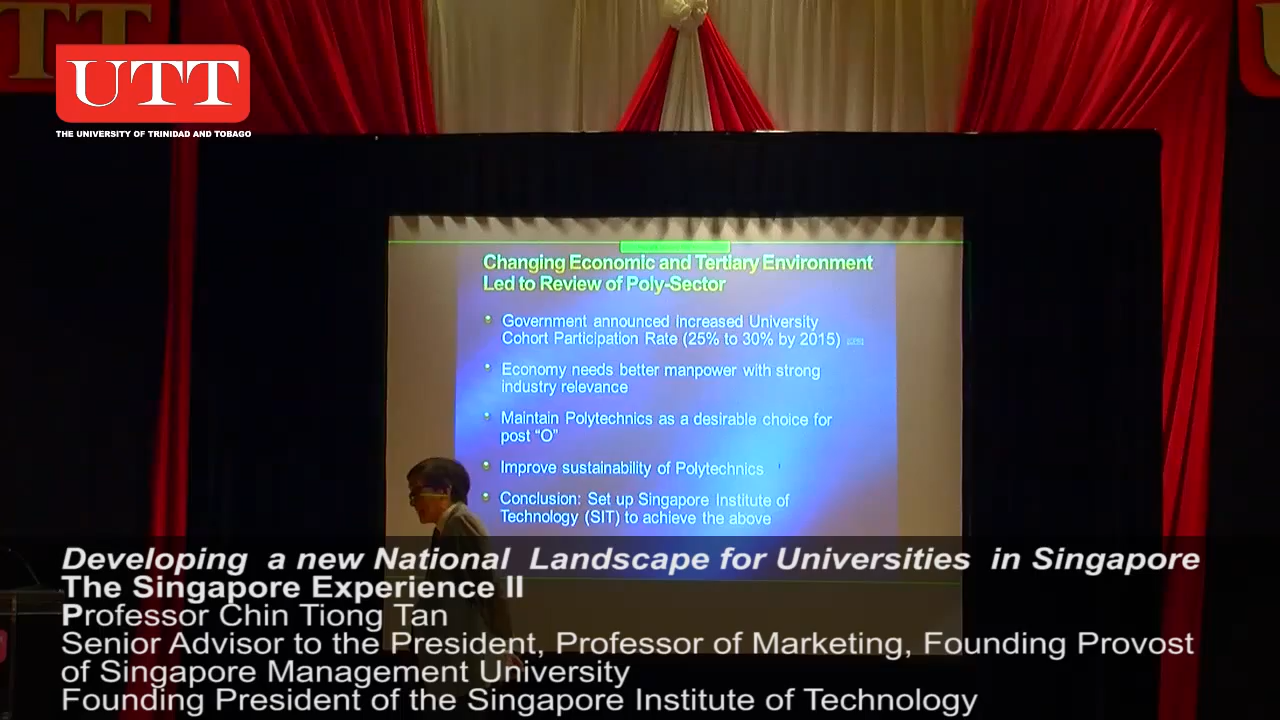 UTT
THE UNIVERSITY OF TRINIDAD AND TOBAGO
Changing Economic and Tertiary Environment
Led to Review of Poly-Sector
Government announced increased University
Cohort Participation Rate (25% to 30% by 2015)
Economy needs better manpower with strong
industry relevance
Maintain Polytechnics as a desirable choice for
post “O”
Improve sustainability of Polytechnics
Conclusion: Set up Singapore Institute of
Technology (SIT) to achieve the above
Developing a new National Landscape for Universities in Singapore
The Singapore Experience II
Professor Chin Tiong Tan
Senior Advisor to the President, Professor of Marketing, Founding Provost
of Singapore Management University
Founding President of the Singapore Institute of Technology